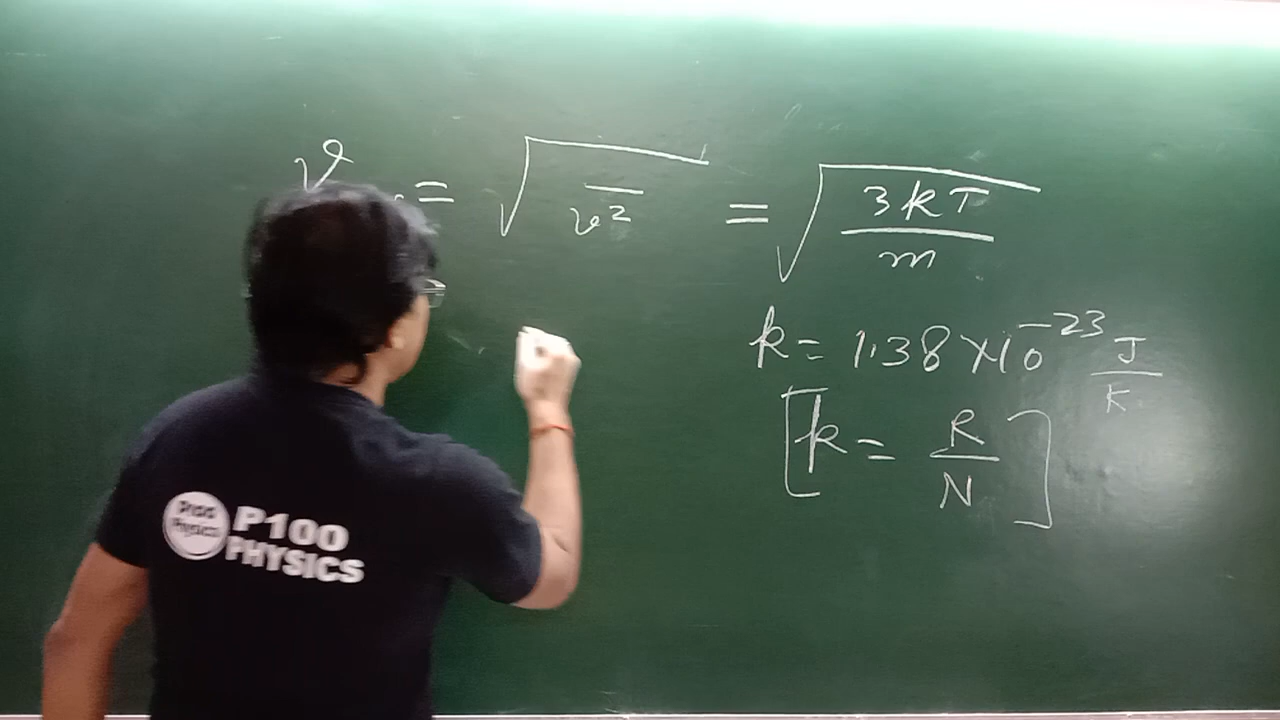 v = √ v² = √ 3kT / m
k = 1.38 × 10⁻²³ J / K
[k = R / N]
P100
PHYSICS